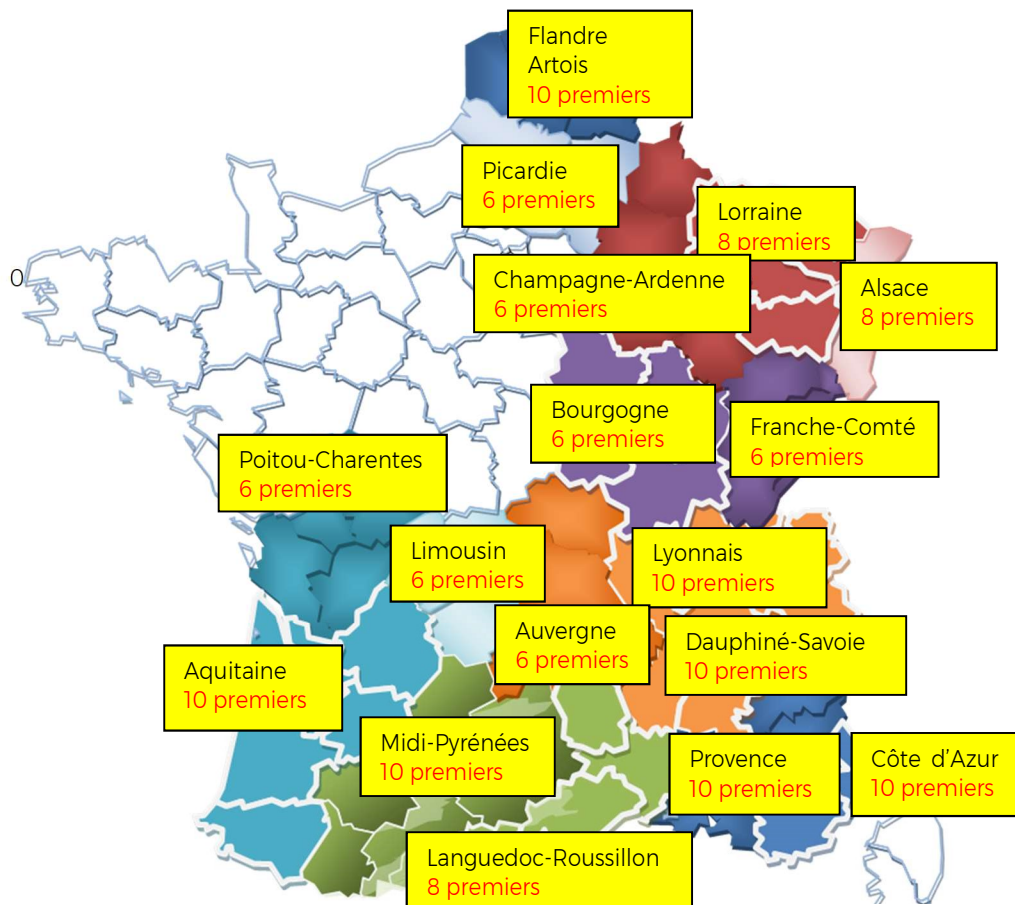 Flandre
Artois
10 premiers
Picardie
6 premiers
Lorraine
8 premiers
Champagne-Ardenne
6 premiers
0
Alsace
8 premiers
Bourgogne
6 premiers
Franche-Comté
6 premiers
Poitou-Charentes
6 premiers
Limousin
6 premiers
Lyonnais
10 premiers
Auvergne
6 premiers
Dauphiné-Savoie
10 premiers
Aquitaine
10 premiers
Midi-Pyrénées
10 premiers
Provence
10 premiers
Côte d'Azur
10 premiers
Languedoc-Roussillon
8 premiers